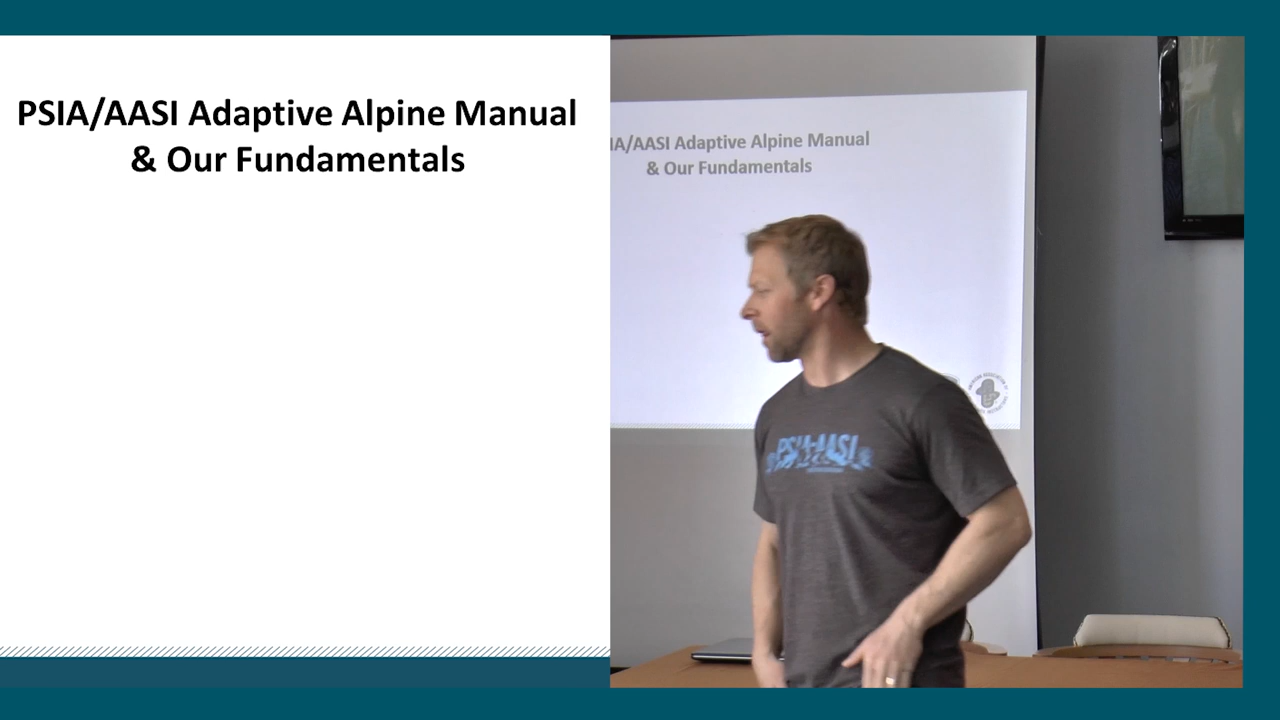 PSIA/AASI Adaptive Alpine Manual
& Our Fundamentals
IA/AASI Adaptive Alpine Manual
& Our Fundamentals
PSIA-AASI